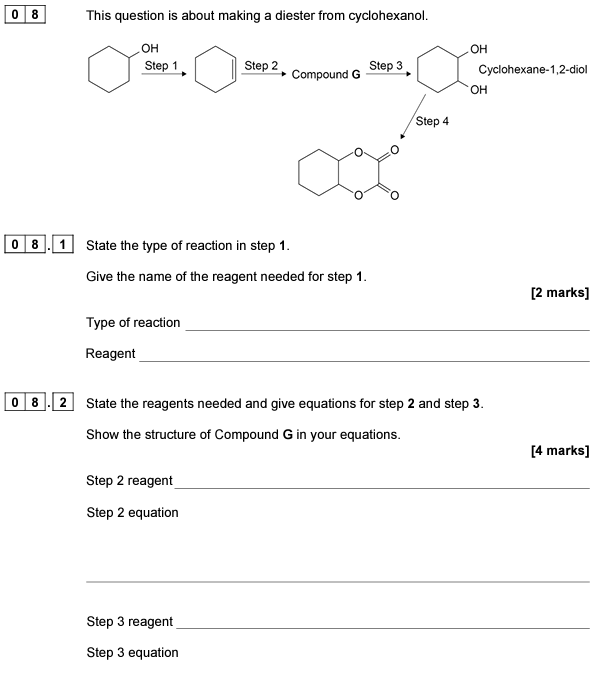 0 8 This question is about making a diester from cyclohexanol.
OH
Step 1
Step 2
Compound G
Step 3
OH
Cyclohexane-1,2-diol
OH
Step 4
O
O
O
O
0 8 . 1 State the type of reaction in step 1.
Give the name of the reagent needed for step 1.
[2 marks]
Type of reaction
Reagent
0 8 . 2 State the reagents needed and give equations for step 2 and step 3.
Show the structure of Compound G in your equations.
[4 marks]
Step 2 reagent
Step 2 equation
Step 3 reagent
Step 3 equation